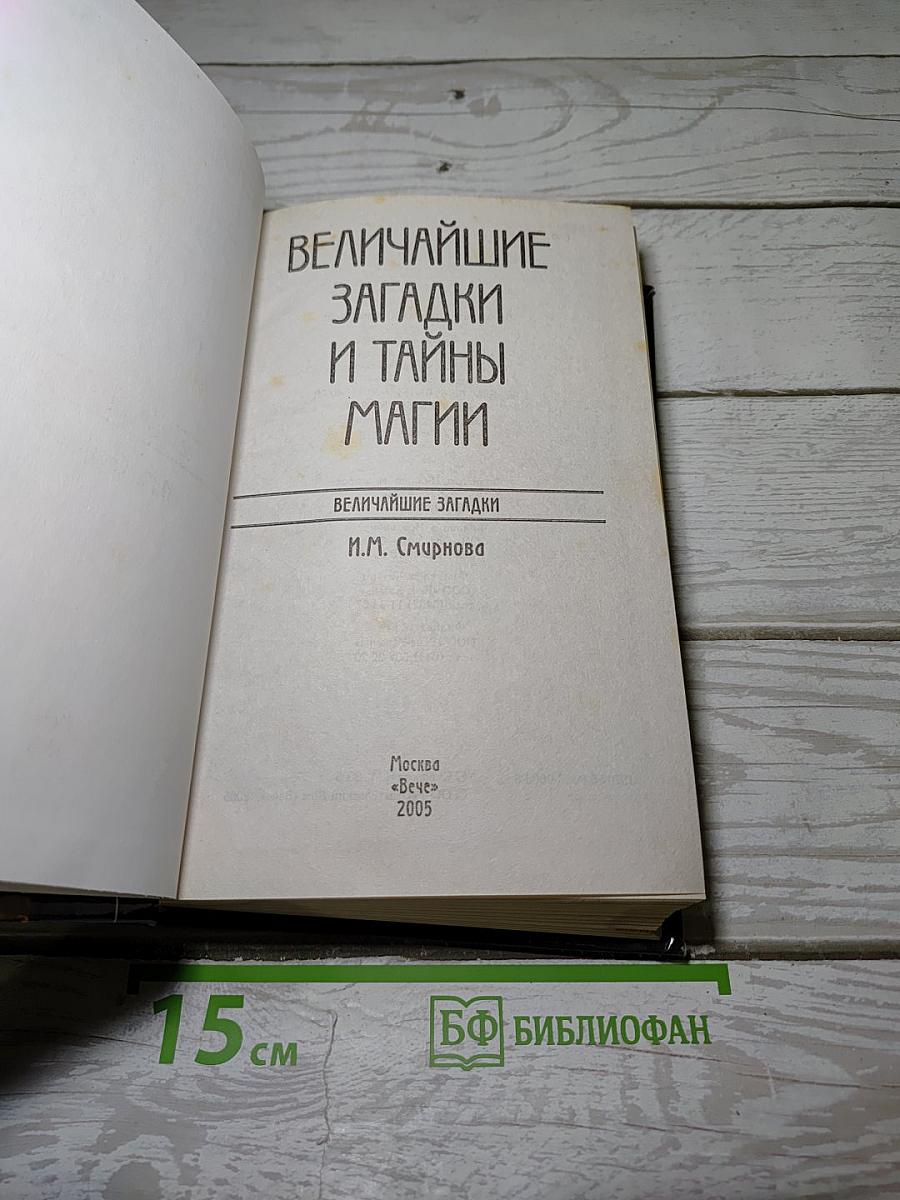 ВЕЛИЧАЙШИЕ
ЗАГАДКИ
И ТАЙНЫ
МАГИИ
ВЕЛИЧАЙШИЕ ЗАГАДКИ
И.М. Смирнова
Москва
«Вече»
2005
15 см
БФ БИБЛИОФАН